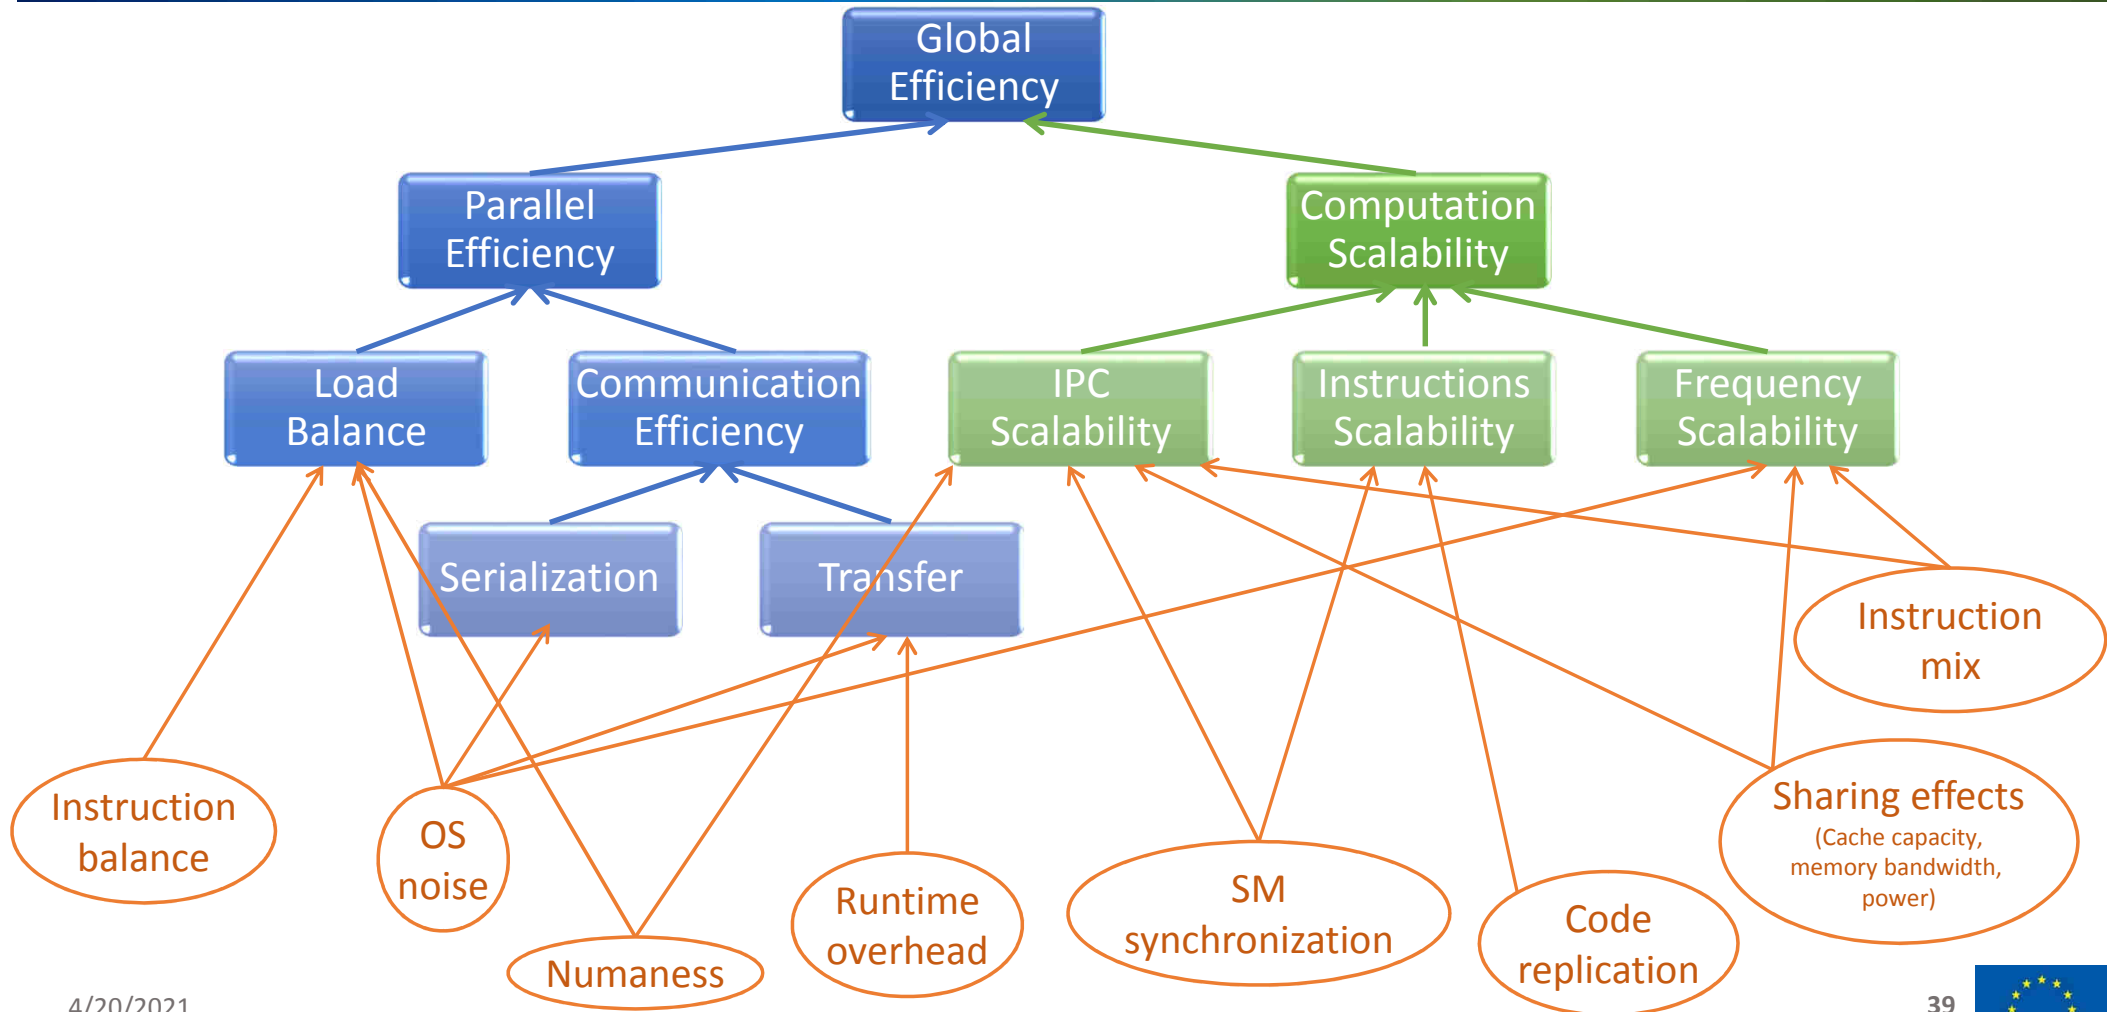 Global
Efficiency
Parallel
Efficiency
Computation
Scalability
Load
Balance
Communication
Efficiency
IPC
Scalability
Instructions
Scalability
Frequency
Scalability
Serialization
Transfer
Instruction
mix
Instruction
balance
OS
noise
Numaness
Runtime
overhead
SM
synchronization
Code
replication
Sharing effects
(Cache capacity,
memory bandwidth,
power)
4/20/2021
39